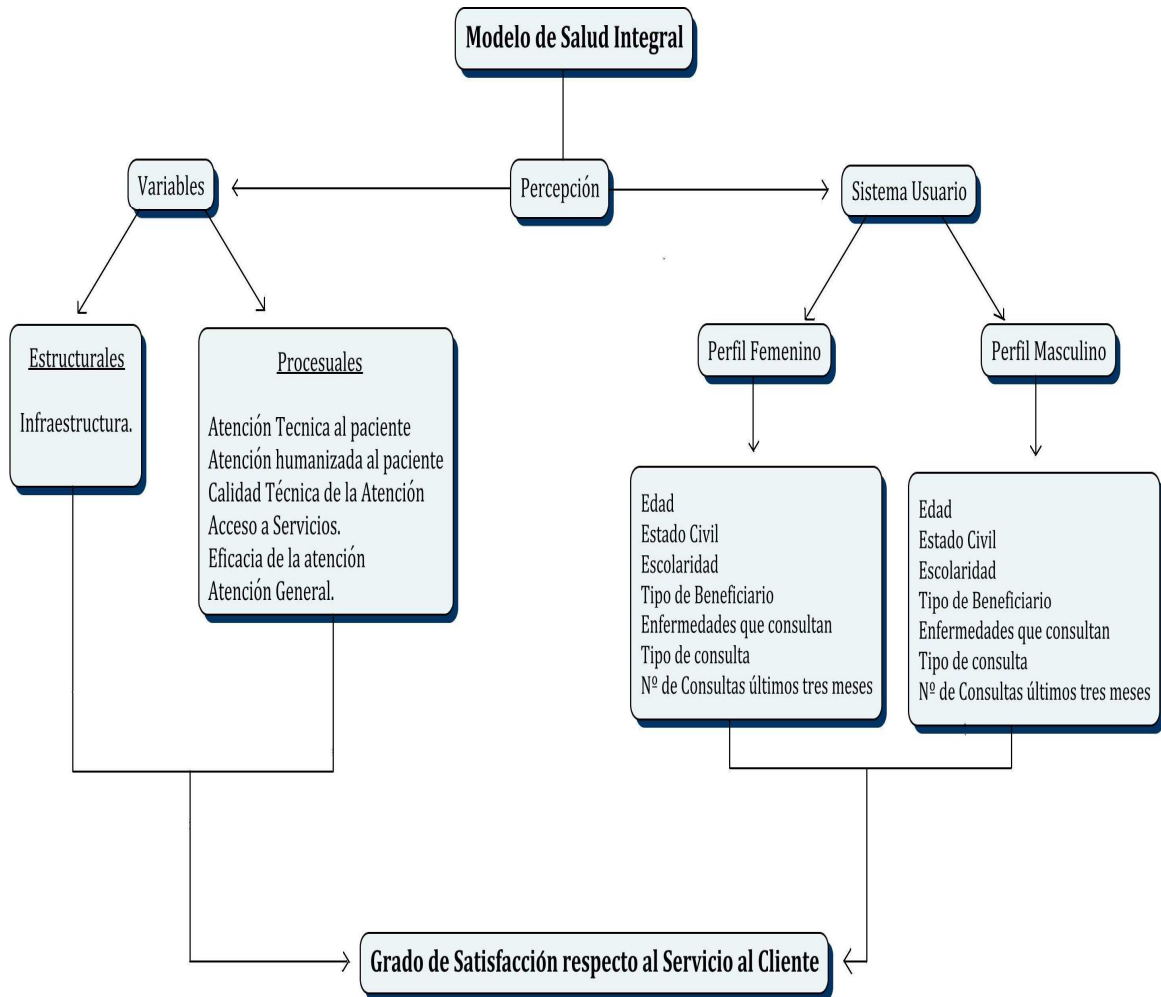 Modelo de Salud Integral
Variables
Percepción
Sistema Usuario
Estructurales
Infraestructura.
Procesuales
Atención Tecnica al paciente
Atención humanizada al paciente
Calidad Técnica de la Atención
Acceso a Servicios.
Eficacia de la atención
Atención General.
Perfil Femenino
Perfil Masculino
Edad
Estado Civil
Escolaridad
Tipo de Beneficiario
Enfermedades que consultan
Tipo de consulta
Nº de Consultas últimos tres meses
Edad
Estado Civil
Escolaridad
Tipo de Beneficiario
Enfermedades que consultan
Tipo de consulta
Nº de Consultas últimos tres meses
Grado de Satisfacción respecto al Servicio al Cliente